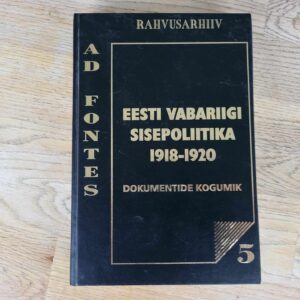 RAHVUSARHIIV
AD FONTES
EESTI VABARIIGI
SISEPOLIITIKA
1918-1920
DOKUMENTIDE KOGUMIK
5